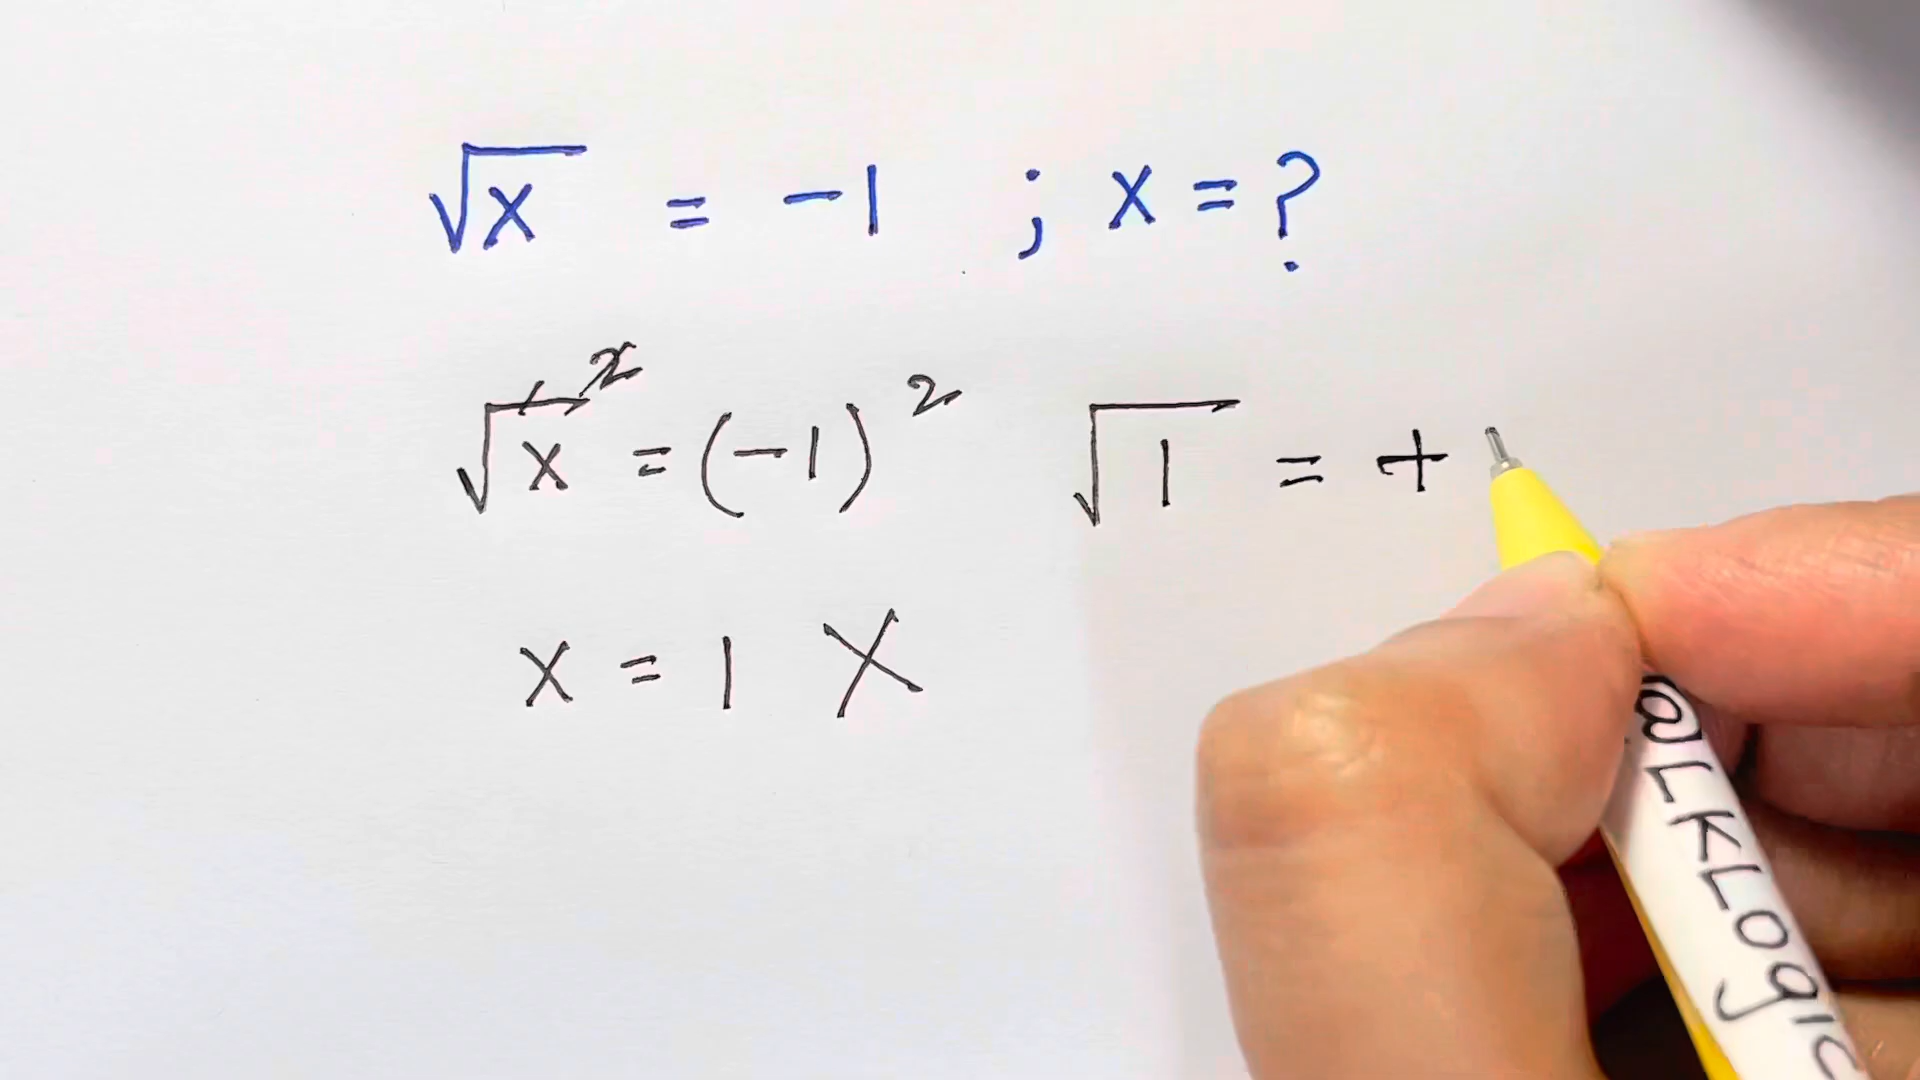 √x = -1 ; x = ?
√x² = (-1)² √1 = +
x = 1 X
@LKLogic